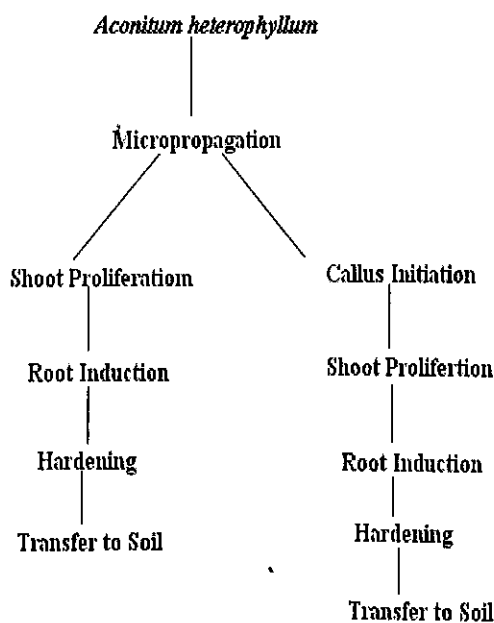 Aconitum heterophyllum
Micropropagation
Shoot Proliferation
Callus Initiation
Root Induction
Shoot Prolifertion
Hardening
Root Induction
Transfer to Soil
Hardening
Transfer to Soil